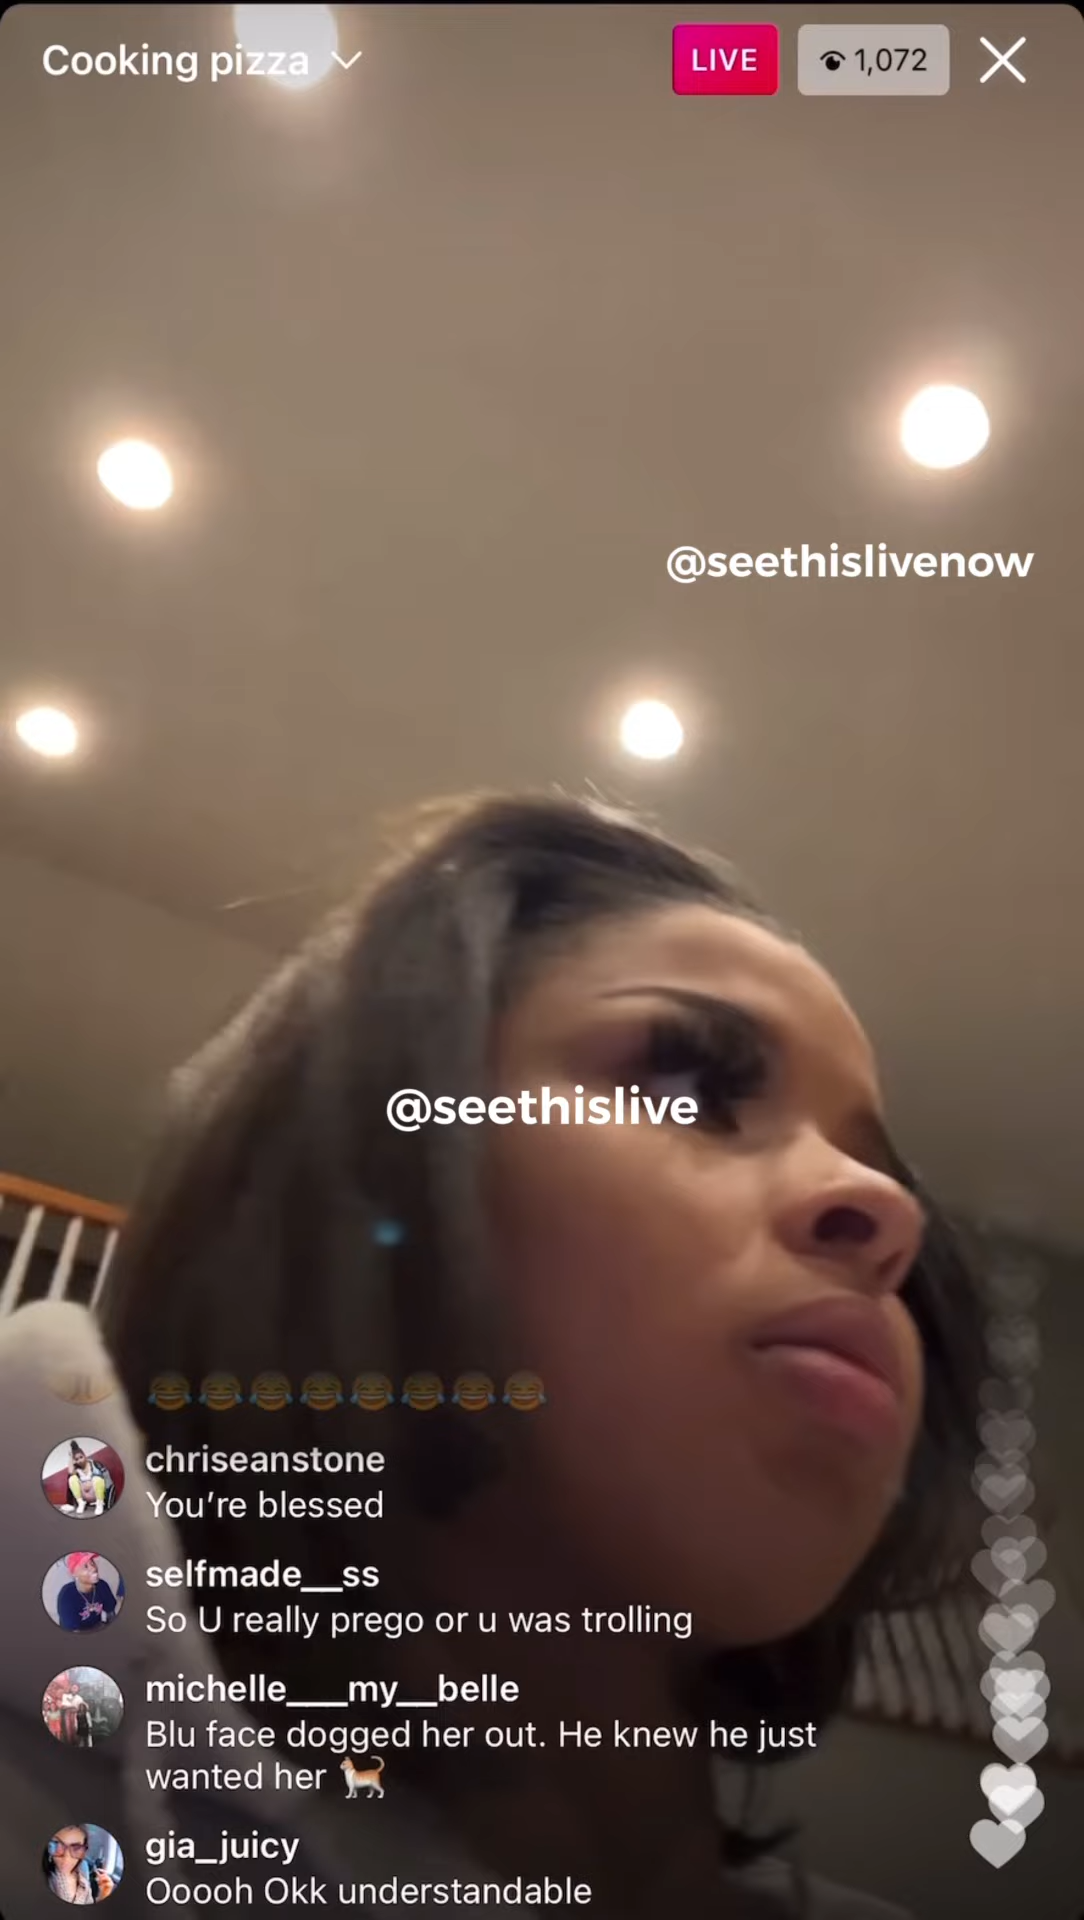 Cooking pizza
LIVE
1,072
@seethislivenow
@seethislive
😂😂😂😂😂😂😂😂
chriseanstone
You’re blessed
selfmade__ss
So U really prego or u was trolling
michelle___my__belle
Blu face dogged her out. He knew he just
wanted her 🐈
gia_juicy
Ooooh Okk understandable